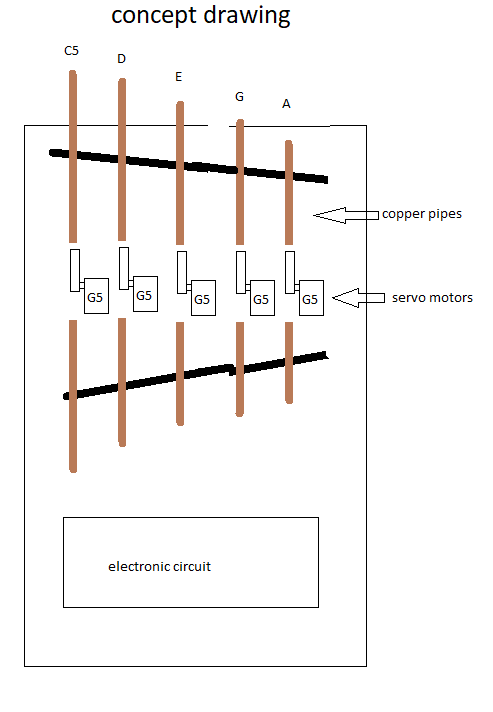 concept drawing
C5
D
E
G
A
copper pipes
G5
G5
G5
G5
G5
servo motors
electronic circuit